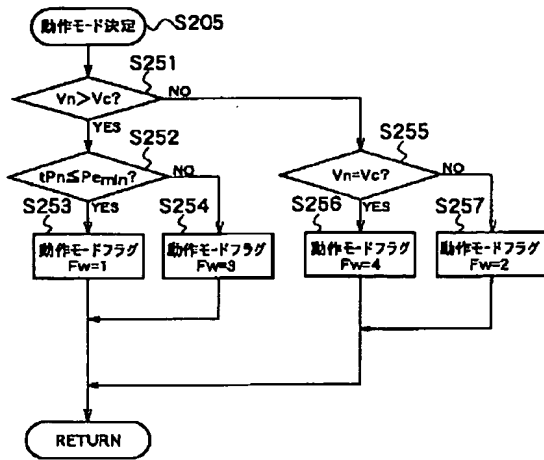 動作モード決定
S205
S251
Vn>Vc?
NO
YES
S252
tPn≦Pemin?
NO
YES
S253
動作モードフラグ
Fw=1
S254
動作モードフラグ
Fw=3
S255
Vn=Vc?
NO
YES
S256
動作モードフラグ
Fw=4
S257
動作モードフラグ
Fw=2
RETURN